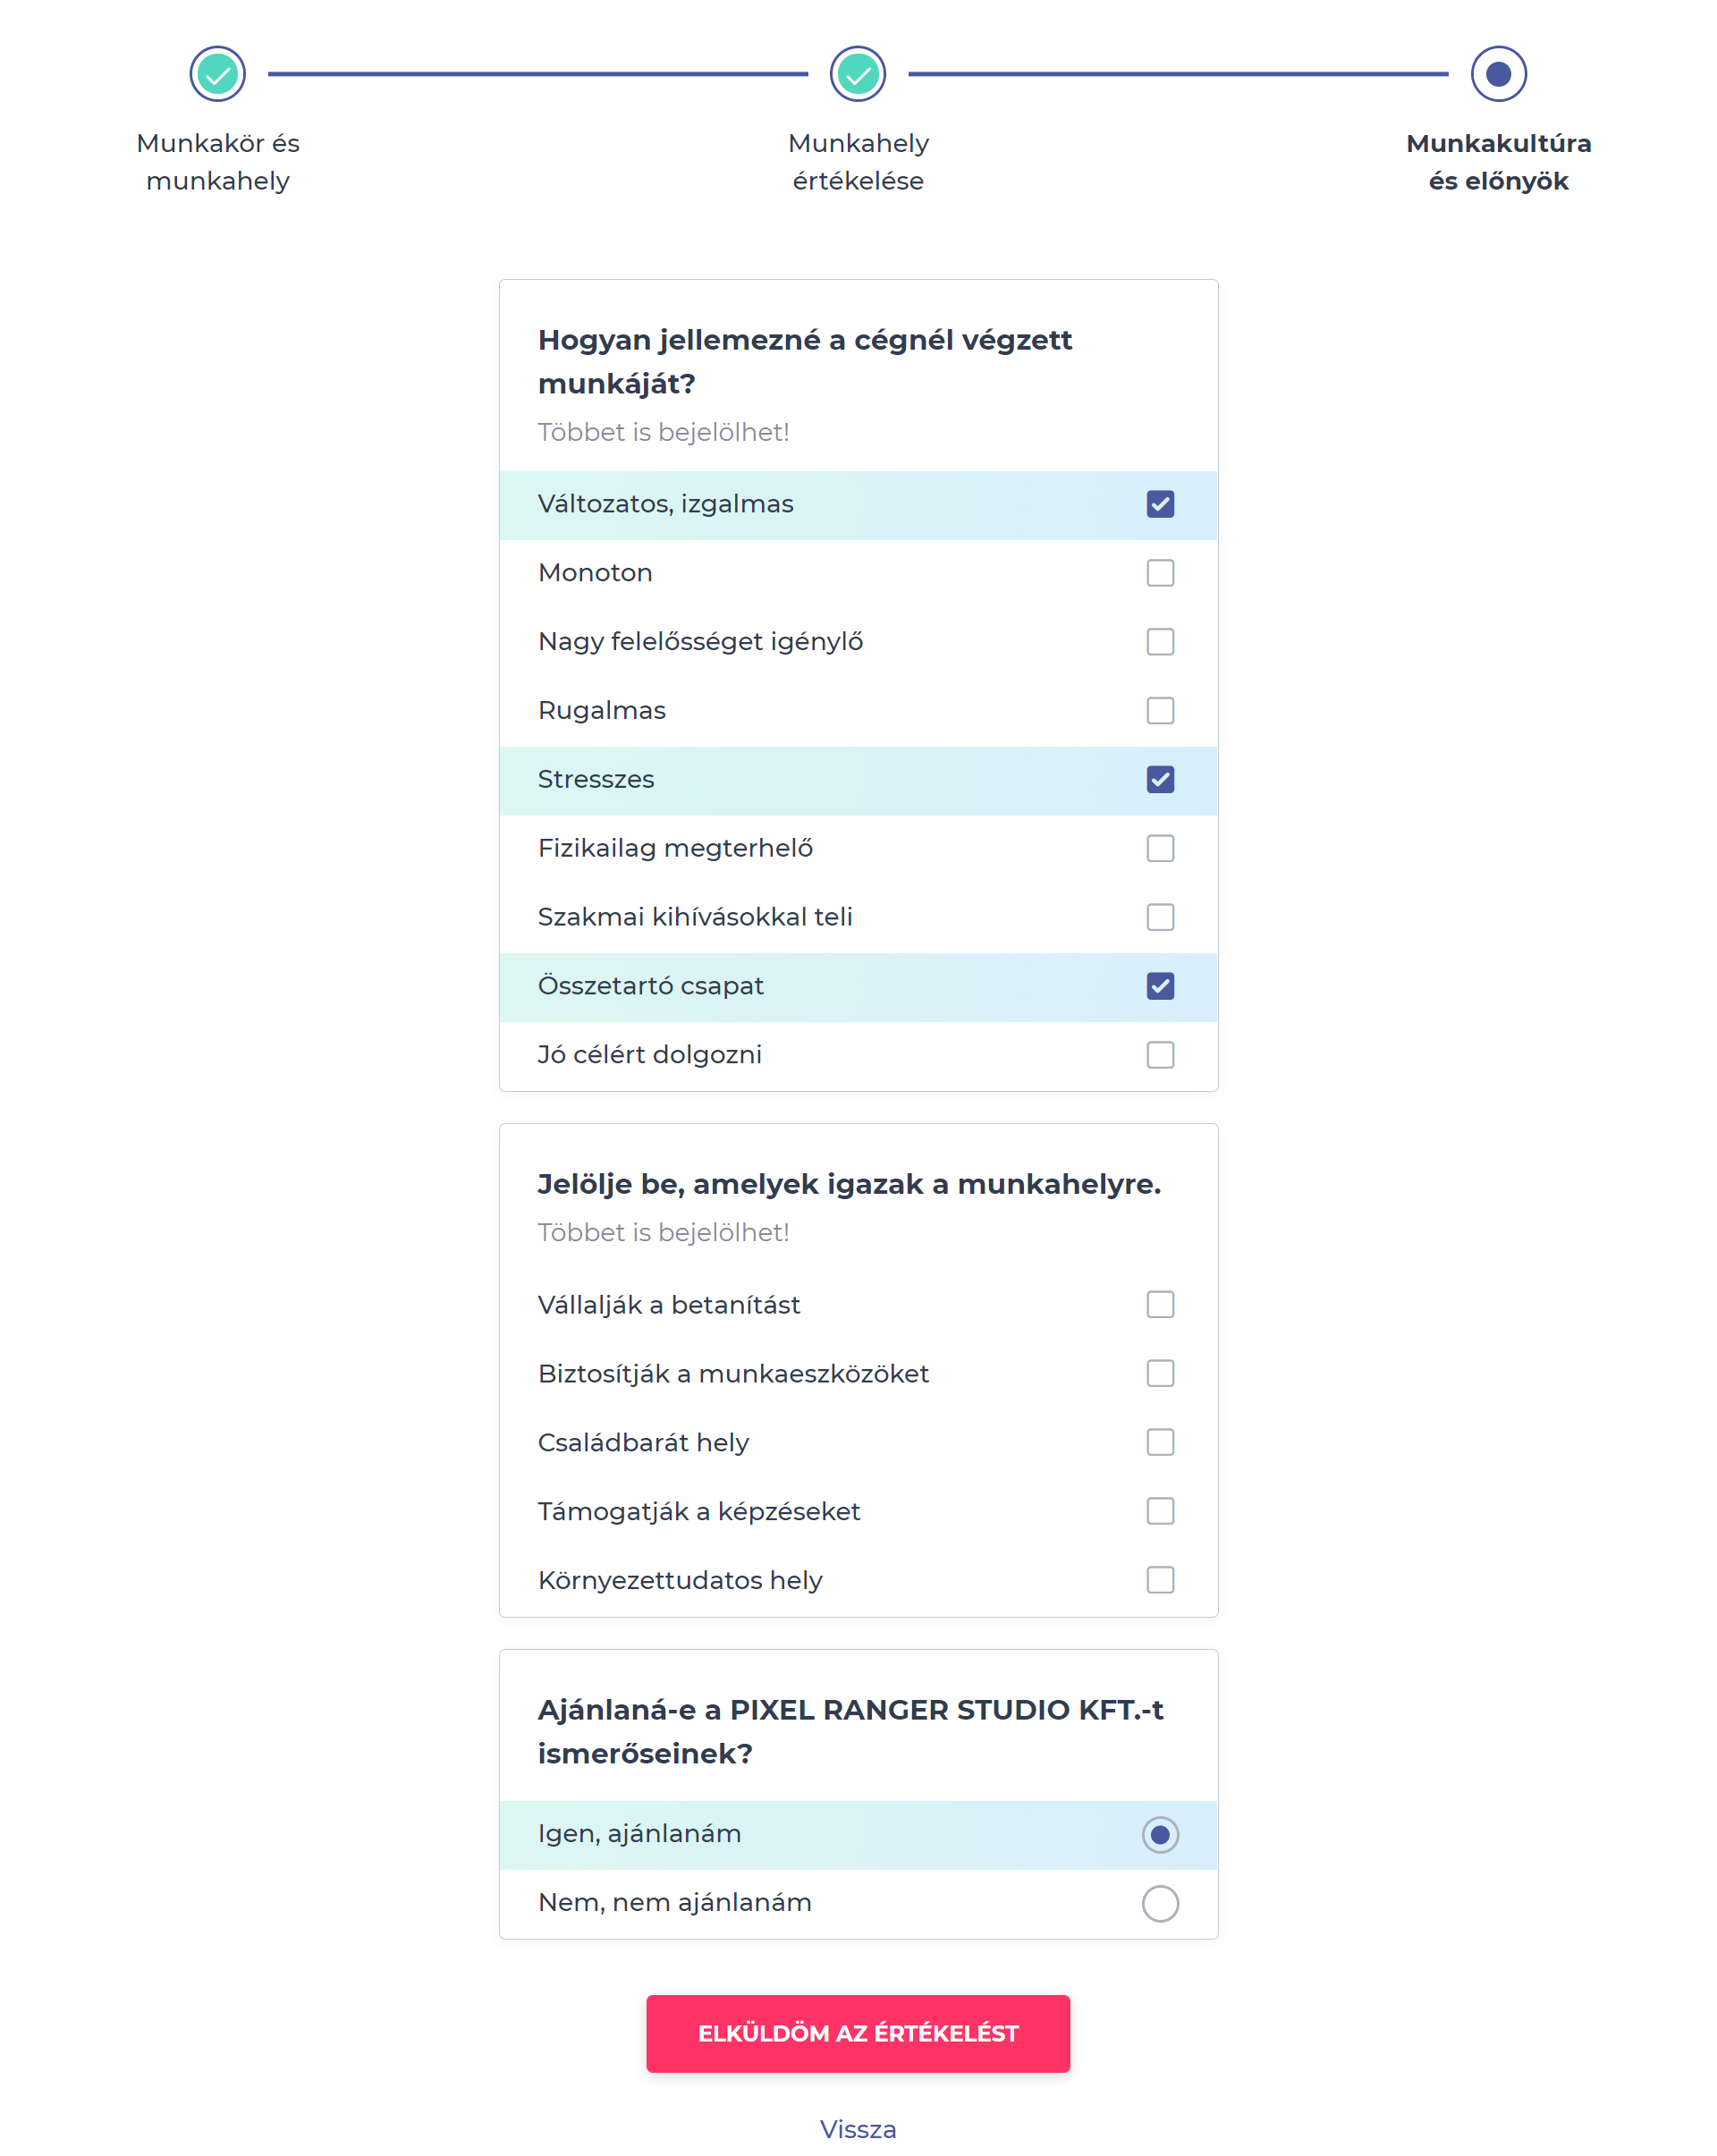 Munkakör és
munkahely
Munkahely
értékelése
Munkakultúra
és előnyök
Hogyan jellemezné a cégnél végzett
munkáját?
Többet is bejelölhet!
Változatos, izgalmas
Monoton
Nagy felelősséget igénylő
Rugalmas
Stresszes
Fizikailag megterhelő
Szakmai kihívásokkal teli
Összetartó csapat
Jó célért dolgozni
Jelölje be, amelyek igazak a munkahelyre.
Többet is bejelölhet!
Vállalják a betanítást
Biztosítják a munkaeszközöket
Családbarát hely
Támogatják a képzéseket
Környezettudatos hely
Ajánlaná-e a PIXEL RANGER STUDIO KFT.-t
ismerőseinek?
Igen, ajánlanám
Nem, nem ajánlanám
ELKÜLDÖM AZ ÉRTÉKELÉST
Vissza